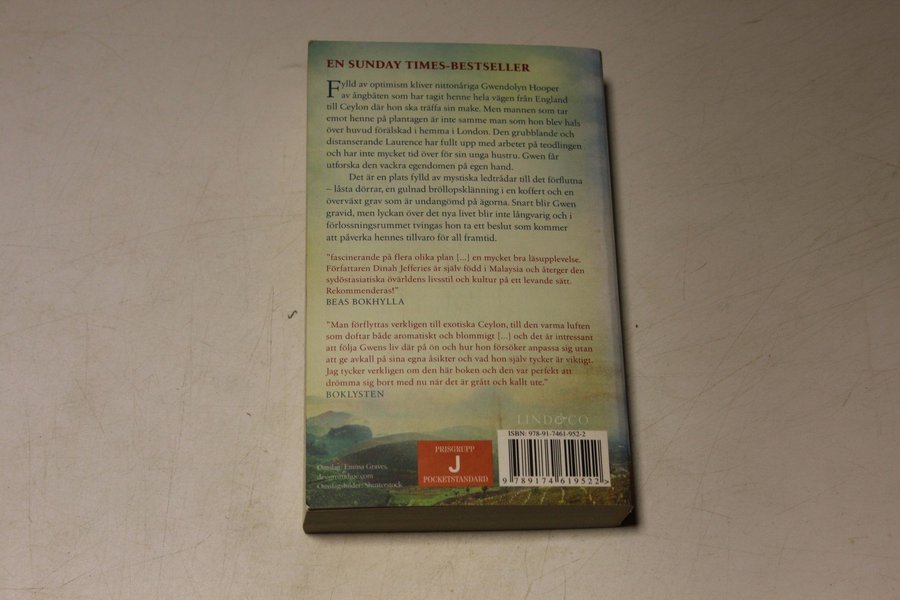 EN SUNDAY TIMES-BESTSELLER
Fylld av optimism kliver nittonåriga Gwendolyn Hooper
av ångbåten som har tagit henne hela vägen från England
till Ceylon där hon ska träffa sin make. Men mannen som tar
emot henne på plantagen är inte samme man som hon blev hals
över huvud förälskad i hemma i London. Den grubblande och
distanserande Laurence har fullt upp med arbetet på teodlingen
och har inte mycket tid över för sin unga hustru. Gwen får
utforska den vackra egendomen på egen hand.
Det är en plats fylld av mystiska ledtrådar till det förflutna
– låsta dörrar, en gulnad bröllopsklänning i en koffert och en
överväxt grav som är undangömd på ägorna. Snart blir Gwen
gravid, men lyckan över det nya livet blir inte långvarig och i
förlossningsrummet tvingas hon ta ett beslut som kommer
att påverka hennes tillvaro för all framtid.
"fascinerande på flera olika plan [...] en mycket bra läsupplevelse.
Författaren Dinah Jefferies är själv född i Malaysia och återger den
sydöstasiatiska övärldens livsstil och kultur på ett levande sätt.
Rekommenderas!"
BEAS BOKHYLLA
"Man förflyttas verkligen till exotiska Ceylon, till den varma luften
som doftar både aromatiskt och blommigt [...] och det är intressant
att följa Gwens liv där på ön och hur hon försöker anpassa sig utan
att ge avkall på sina egna åsikter och vad hon själv tycker är viktigt.
Jag tycker verkligen om den här boken och den var perfekt att
drömma sig bort med nu när det är grått och kallt ute."
BOKLYSTEN
LIND&CO
ISBN: 978-91-7461-952-2
Omslag: Emma Graves,
Omslagsbilder: Shutterstock
PRISGRUPP
J
POCKETSTANDARD
9 789174 619522 >